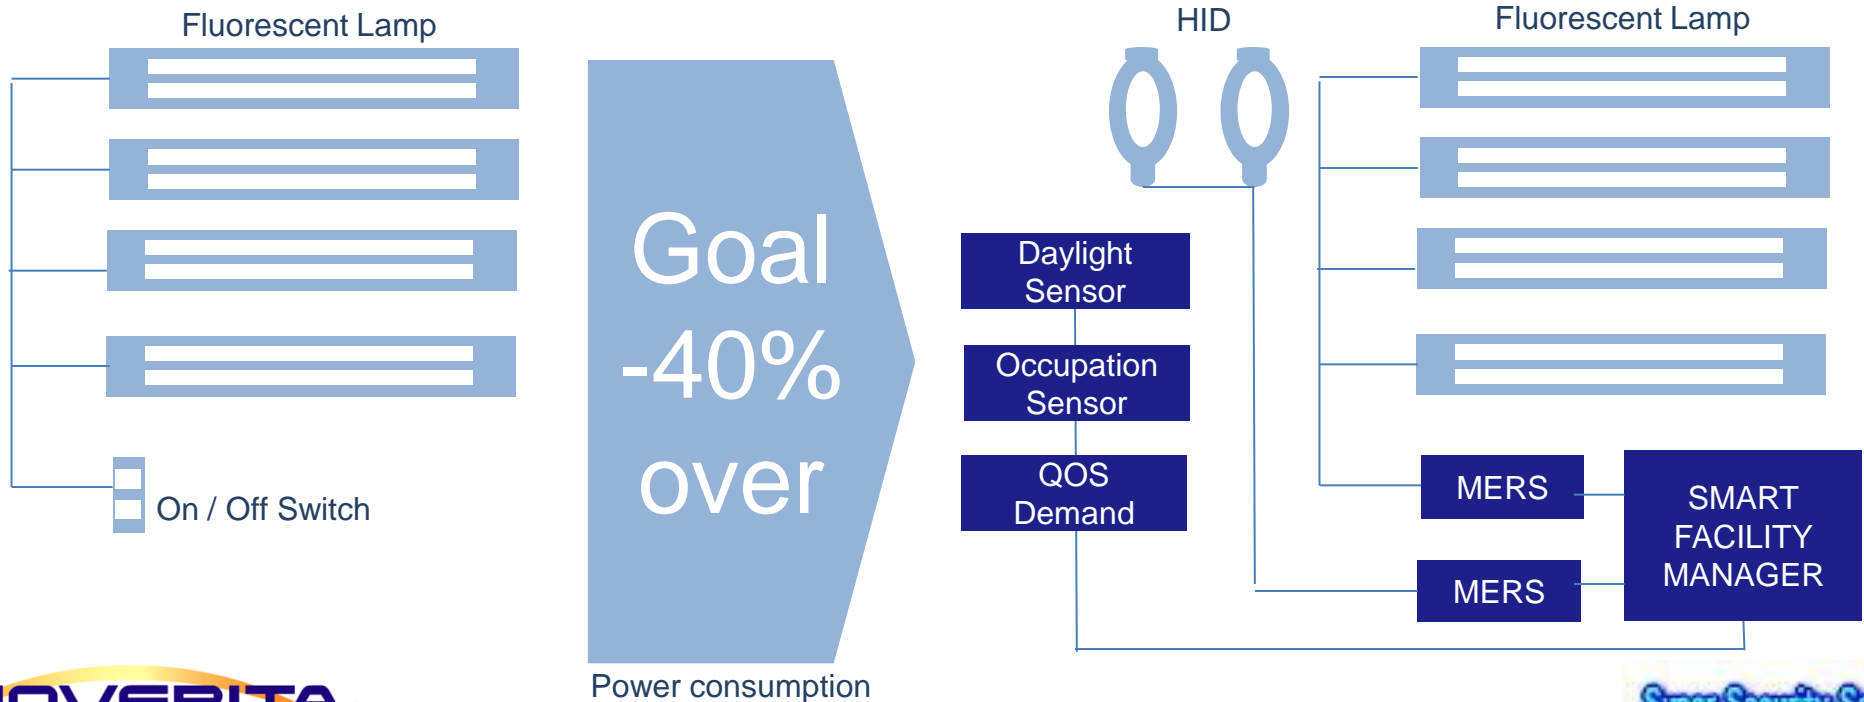 Fluorescent Lamp
On / Off Switch
Goal
-40%
over
Power consumption
HID
Fluorescent Lamp
Daylight
Sensor
Occupation
Sensor
QOS
Demand
MERS
MERS
SMART
FACILITY
MANAGER